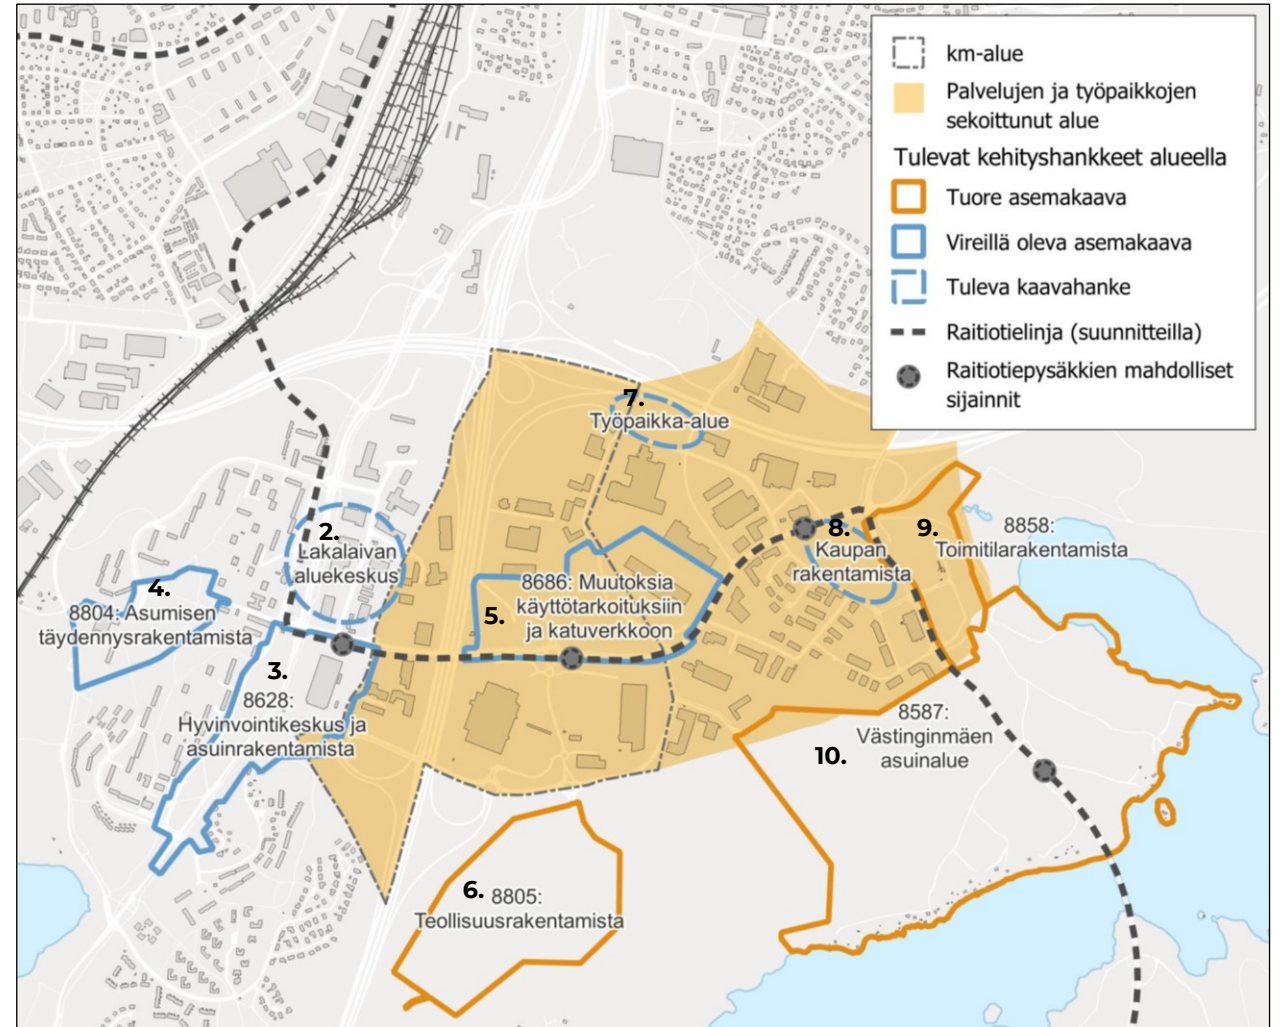 km-alue
Palvelujen ja työpaikkojen
sekoittunut alue
Tulevat kehityshankkeet alueella
Tuore asemakaava
Vireillä oleva asemakaava
Tuleva kaavahanke
Raitiotielinja (suunnitteilla)
Raitiotiepysäkkien mahdolliset
sijainnit
7.
Työpaikka-alue
2.
Lakalaivan
aluekeskus
8.
Kaupan
rakentamista
9.
8858:
Toimitilarakentamista
4.
8804: Asumisen
täydennysrakentamista
5.
8686: Muutoksia
käyttötarkoituksiin
ja katuverkkoon
3.
8628:
Hyvinvointikeskus ja
asuinrakentamista
10.
8587:
Västinginmäen
asuinalue
6. 8805:
Teollisuusrakentamista